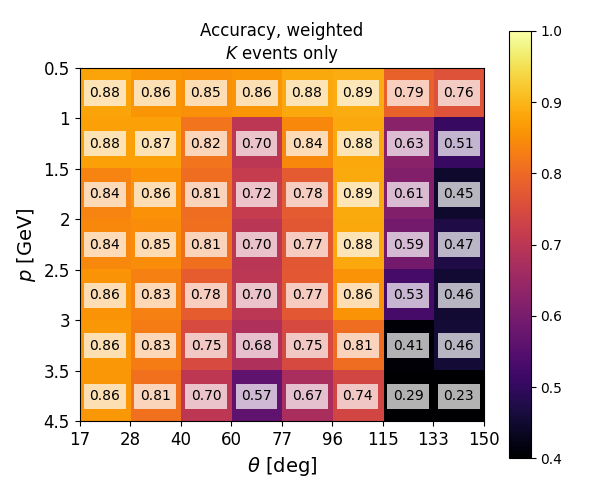 Accuracy, weighted
K events only
0.5
0.88 0.86 0.85 0.86 0.88 0.89 0.79 0.76
1
0.88 0.87 0.82 0.70 0.84 0.88 0.63 0.51
1.5
0.84 0.86 0.81 0.72 0.78 0.89 0.61 0.45
2
0.84 0.85 0.81 0.70 0.77 0.88 0.59 0.47
2.5
0.86 0.83 0.78 0.70 0.77 0.86 0.53 0.46
3
0.86 0.83 0.75 0.68 0.75 0.81 0.41 0.46
3.5
0.86 0.81 0.70 0.57 0.67 0.74 0.29 0.23
4.5
p [GeV]
17 28 40 60 77 96 115 133 150
θ [deg]
1.0
0.9
0.8
0.7
0.6
0.5
0.4